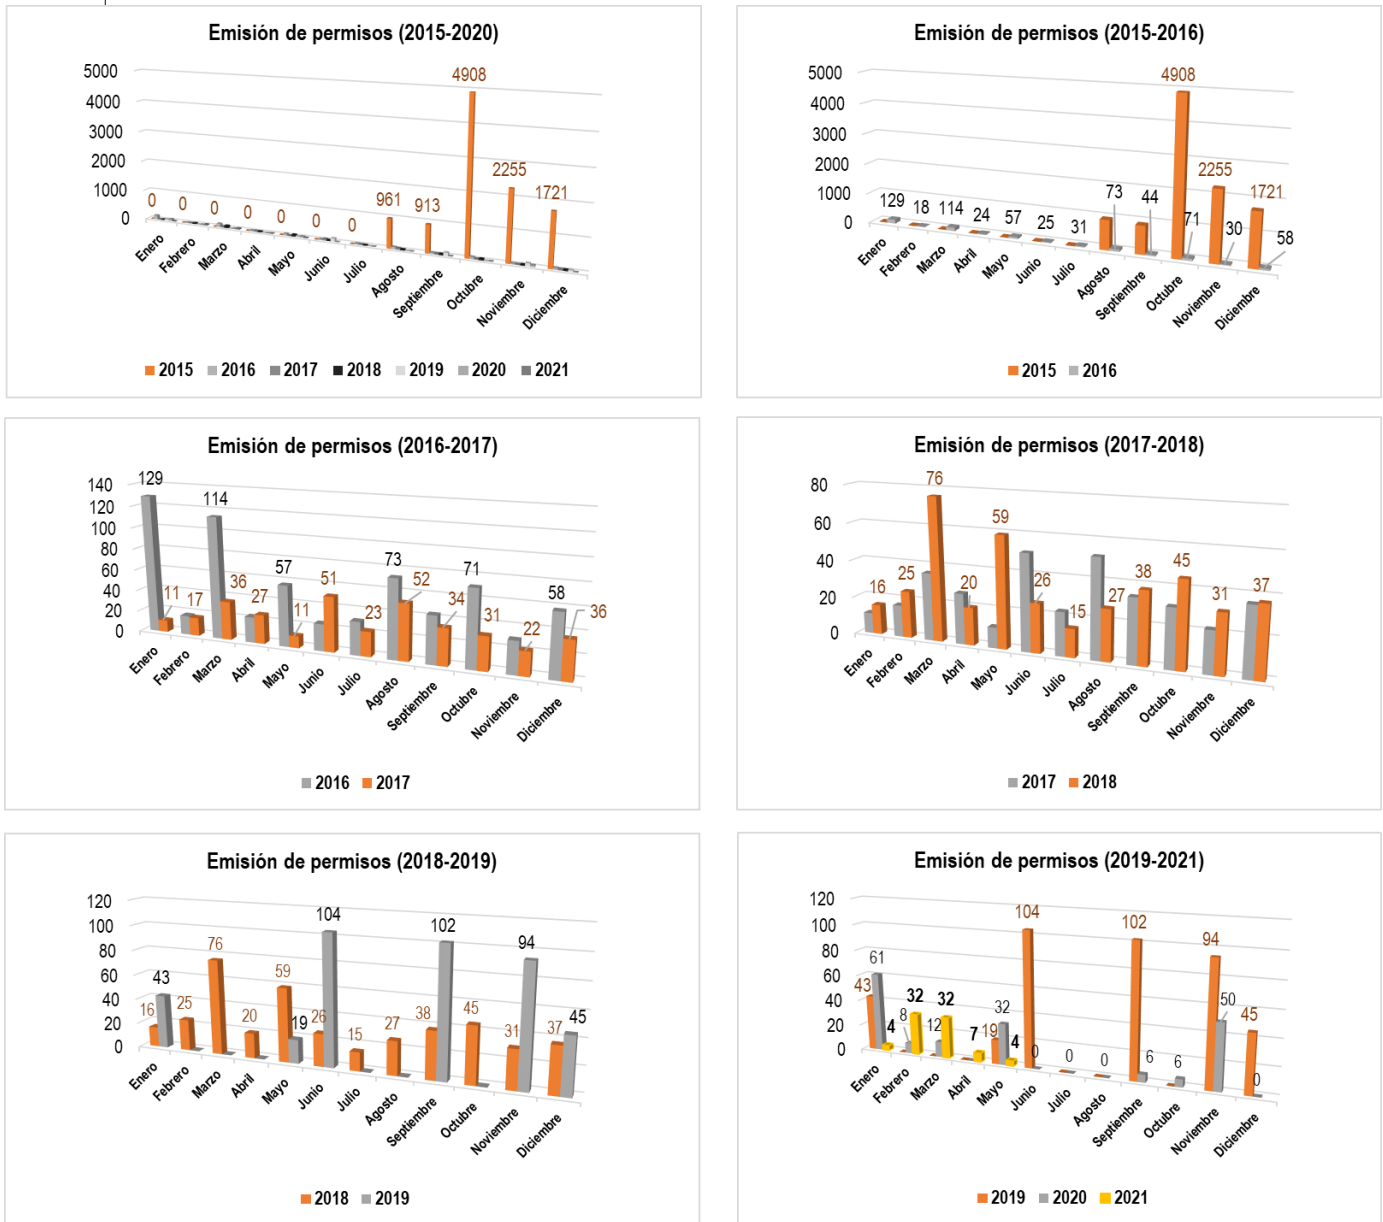 Emisión de permisos (2015-2020)
5000
4000
3000
2000
1000
0
0 0 0 0 0 0 0 961 913 4908 2255 1721
Enero Febrero Marzo Abril Mayo Junio Julio Agosto Septiembre Octubre Noviembre Diciembre
2015 2016 2017 2018 2019 2020 2021
Emisión de permisos (2015-2016)
5000
4000
3000
2000
1000
0
129 18 114 24 57 25 31 73 44 4908 71 2255 30 1721 58
Enero Febrero Marzo Abril Mayo Junio Julio Agosto Septiembre Octubre Noviembre Diciembre
2015 2016
Emisión de permisos (2016-2017)
140
120
100
80
60
40
20
0
129 11 17 114 36 27 57 11 51 23 73 52 34 71 31 22 58 36
Enero Febrero Marzo Abril Mayo Junio Julio Agosto Septiembre Octubre Noviembre Diciembre
2016 2017
Emisión de permisos (2017-2018)
80
60
40
20
0
16 25 76 20 59 26 15 27 38 45 31 37
Enero Febrero Marzo Abril Mayo Junio Julio Agosto Septiembre Octubre Noviembre Diciembre
2017 2018
Emisión de permisos (2018-2019)
120
100
80
60
40
20
0
16 43 25 76 20 59 19 26 104 15 27 38 102 45 31 94 37 45
Enero Febrero Marzo Abril Mayo Junio Julio Agosto Septiembre Octubre Noviembre Diciembre
2018 2019
Emisión de permisos (2019-2021)
120
100
80
60
40
20
0
43 61 4 8 32 12 32 7 19 32 4 104 0 0 0 102 6 6 94 50 45 0
Enero Febrero Marzo Abril Mayo Junio Julio Agosto Septiembre Octubre Noviembre Diciembre
2019 2020 2021